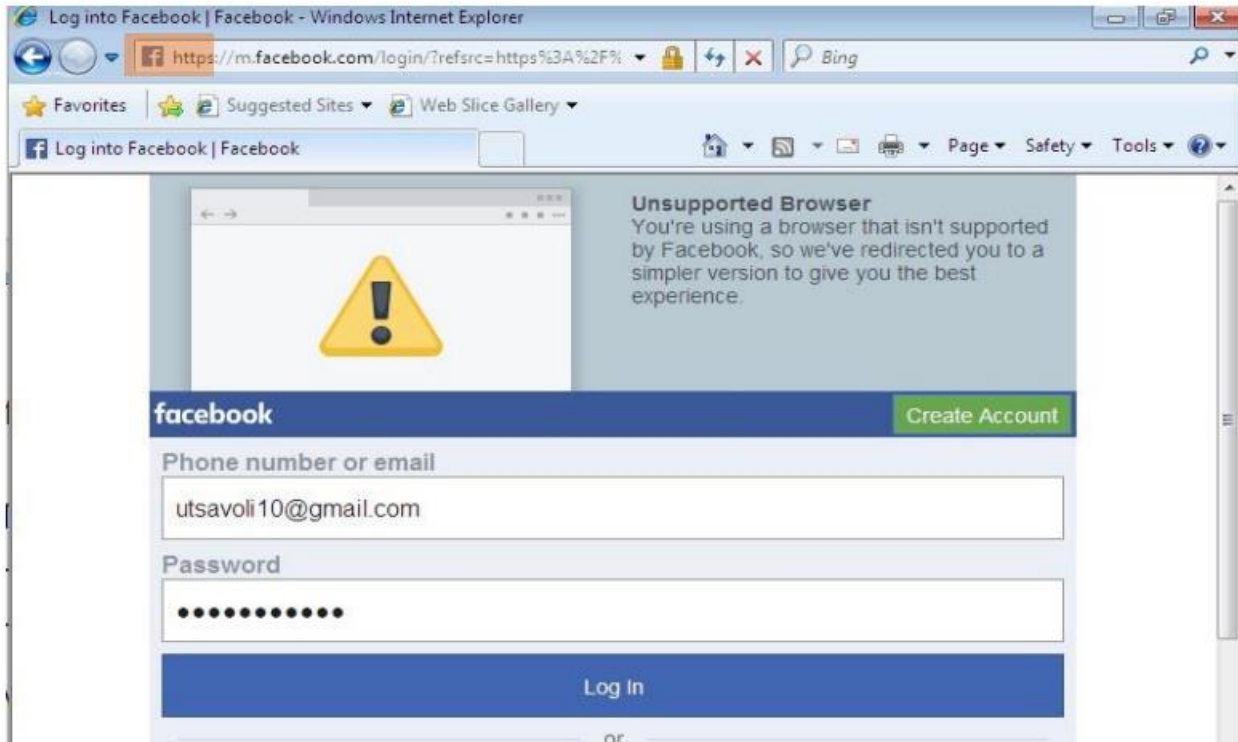 Log into Facebook | Facebook - Windows Internet Explorer
https://m.facebook.com/login/?refsrc=https%3A%2F%
Bing
Favorites Suggested Sites Web Slice Gallery
Log into Facebook | Facebook Page Safety Tools
Unsupported Browser
You're using a browser that isn't supported
by Facebook, so we've redirected you to a
simpler version to give you the best
experience.
facebook Create Account
Phone number or email
utsavoli10@gmail.com
Password
•••••••••••
Log In
or